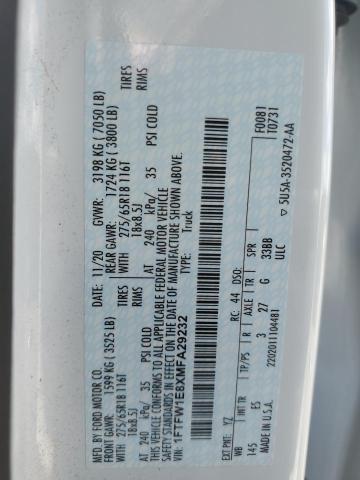 MFD. BY FORD MOTOR CO.
DATE: 11/20 GVWR: 3198 KG ( 7050 LB)
FRONT GAWR: 1599 KG ( 3525 LB) REAR GAWR: 1724 KG ( 3800 LB)
WITH 275/65R18 116T TIRES WITH 275/65R18 116T TIRES
18x8.5J RIMS 18x8.5J RIMS
AT 240 kPa/ 35 PSI COLD AT 240 kPa/ 35 PSI COLD
THIS VEHICLE CONFORMS TO ALL APPLICABLE FEDERAL MOTOR VEHICLE
SAFETY STANDARDS IN EFFECT ON THE DATE OF MANUFACTURE SHOWN ABOVE.
VIN: 1FTFW1E8XMFA29232
TYPE: Truck
F0081
T0731
EXT PNT: YZ RC: 44 DSO:
WB INT TR TP/PS R AXLE TR SPR
145 ES 3 27 G 33BB
ULC
MADE IN U.S.A. 2202011104481
▽ 5U5A-3520472-AA